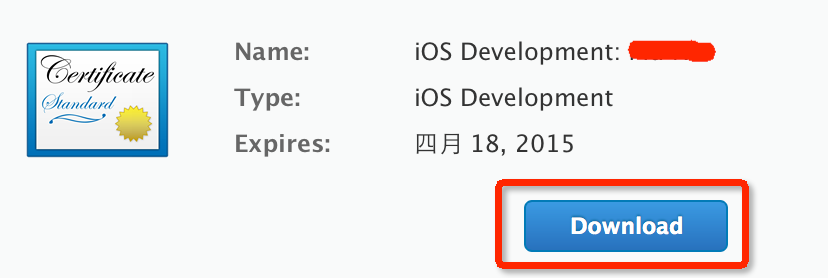 Certificate
Standard
Name: iOS Development:
Type: iOS Development
Expires: 四月 18, 2015
Download